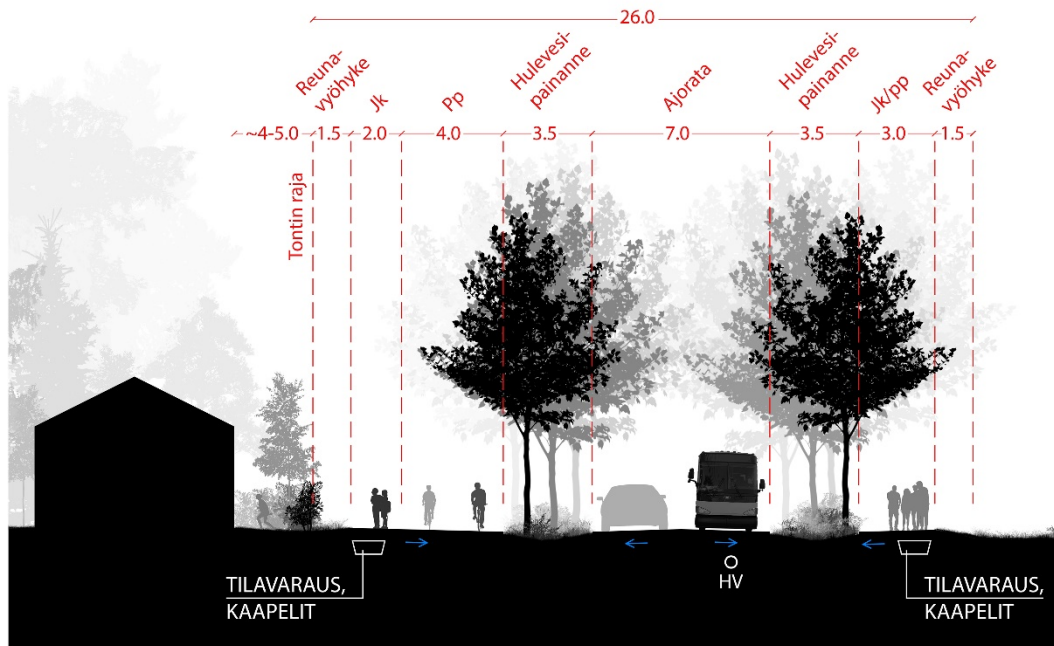 26.0
Reuna-
vyöhyke
Jk
Pp
Hulevesi-
painanne
Ajorata
Hulevesi-
painanne
Jk/pp
Reuna-
vyöhyke
~4-5.0
1.5
2.0
4.0
3.5
7.0
3.5
3.0
1.5
Tontin raja
HV
TILAVARAUS,
KAAPELIT
TILAVARAUS,
KAAPELIT